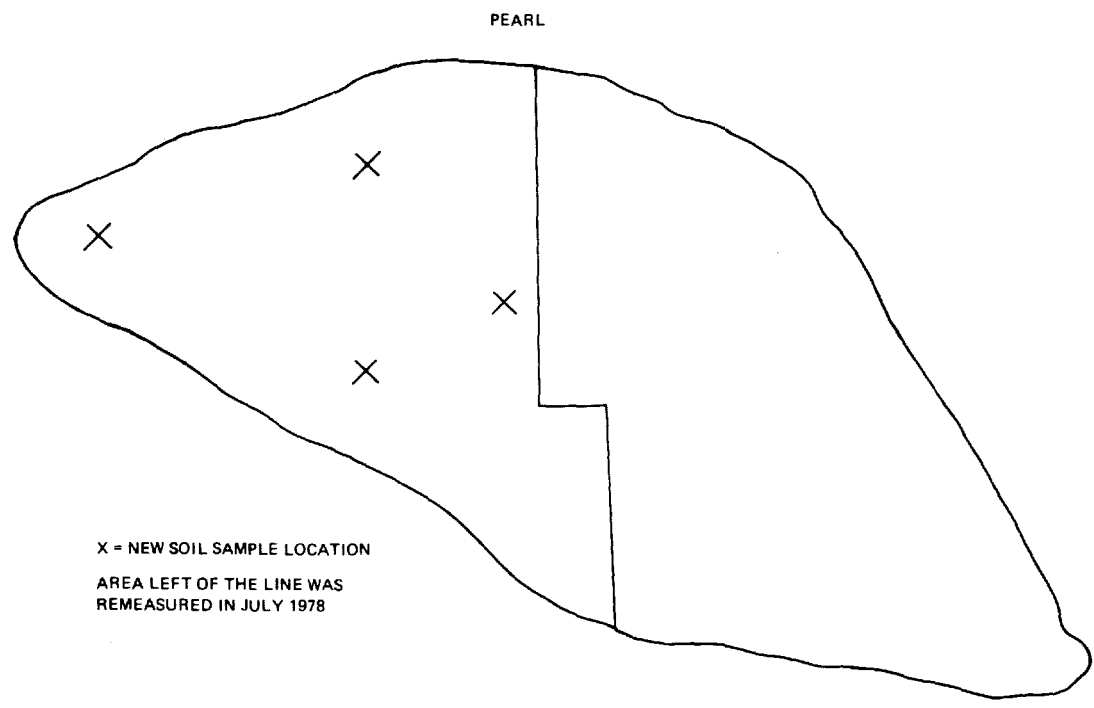 PEARL
X = NEW SOIL SAMPLE LOCATION
AREA LEFT OF THE LINE WAS
REMEASURED IN JULY 1978